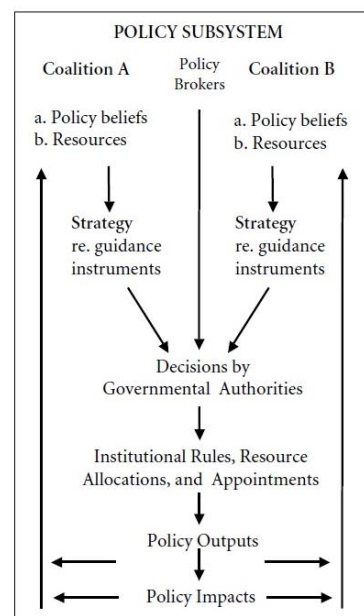 POLICY SUBSYSTEM
Coalition A
Policy
Brokers
Coalition B
a. Policy beliefs
b. Resources
a. Policy beliefs
b. Resources
Strategy
re. guidance
instruments
Strategy
re. guidance
instruments
Decisions by
Governmental Authorities
Institutional Rules, Resource
Allocations, and Appointments
Policy Outputs
Policy Impacts